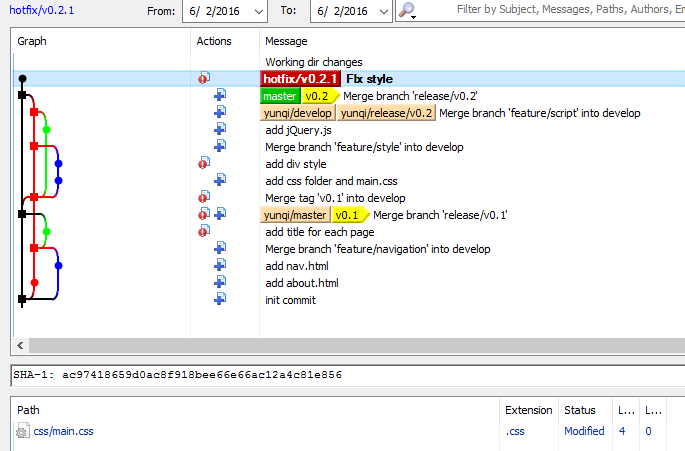 hotfix/v0.2.1 From: 6/ 2/2016 To: 6/ 2/2016 Filter by Subject, Messages, Paths, Authors, Em
Graph Actions Message
Working dir changes
hotfix/v0.2.1 FIx style
master v0.2 Merge branch 'release/v0.2'
yunqi/develop yunqi/release/v0.2 Merge branch 'feature/script' into develop
add jQuery.js
Merge branch 'feature/style' into develop
add div style
add css folder and main.css
Merge tag 'v0.1' into develop
yunqi/master v0.1 Merge branch 'release/v0.1'
add title for each page
Merge branch 'feature/navigation' into develop
add nav.html
add about.html
init commit
SHA-1: ac97418659d0ac8f918bee66e66ac12a4c81e856
Path Extension Status L... L...
css/main.css .css Modified 4 0